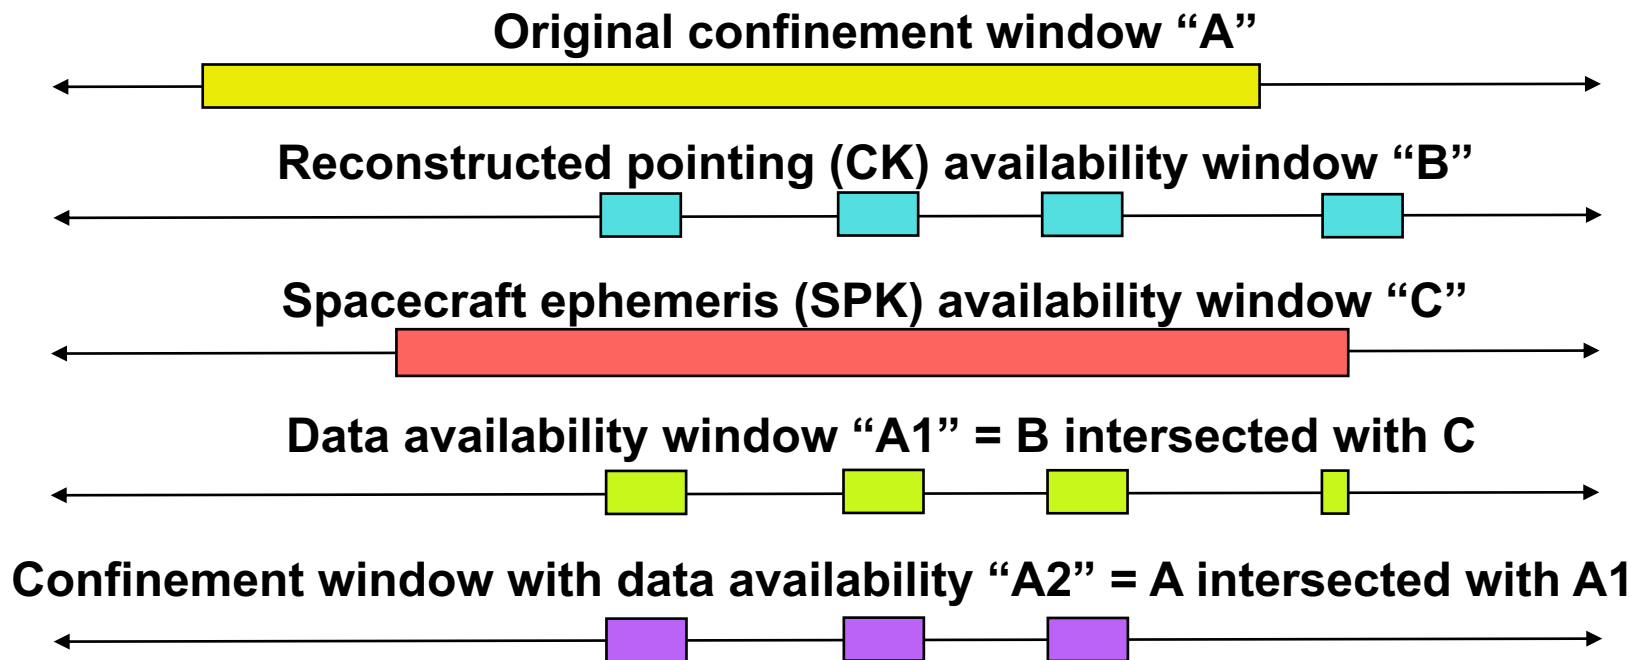 Original confinement window “A”
Reconstructed pointing (CK) availability window “B”
Spacecraft ephemeris (SPK) availability window “C”
Data availability window “A1” = B intersected with C
Confinement window with data availability “A2” = A intersected with A1